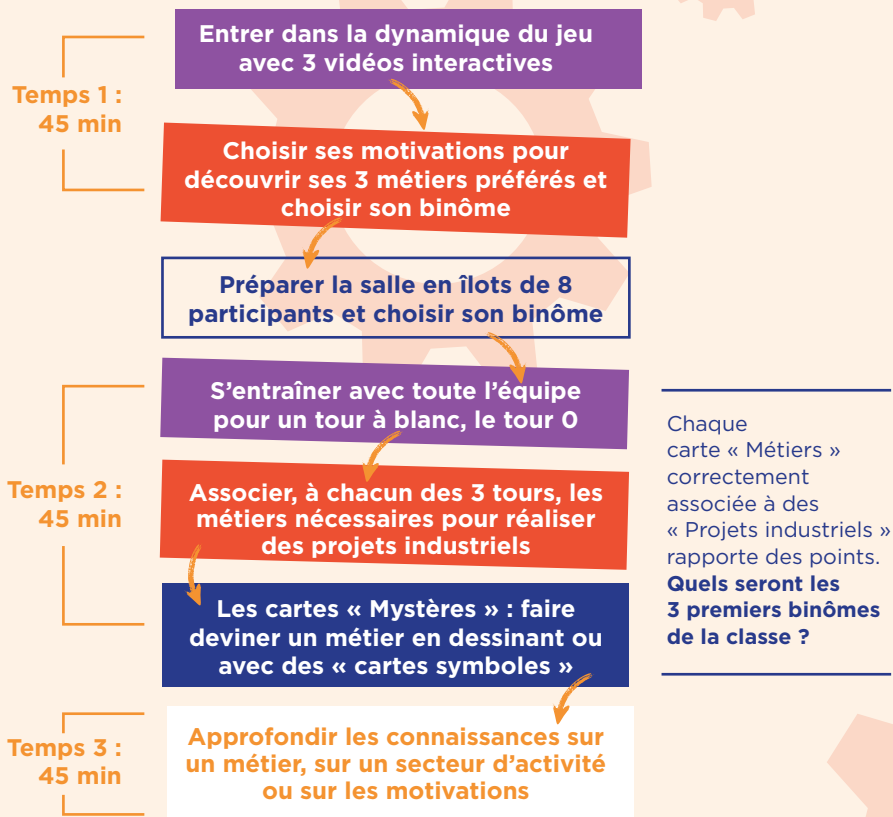 Entrer dans la dynamique du jeu
avec 3 vidéos interactives
Temps 1 :
45 min
Choisir ses motivations pour
découvrir ses 3 métiers préférés et
choisir son binôme
Préparer la salle en îlots de 8
participants et choisir son binôme
S'entraîner avec toute l'équipe
pour un tour à blanc, le tour 0
Temps 2 :
45 min
Associer, à chacun des 3 tours, les
métiers nécessaires pour réaliser
des projets industriels
Les cartes « Mystères » : faire
deviner un métier en dessinant ou
avec des « cartes symboles »
Chaque
carte « Métiers »
correctement
associée à des
« Projets industriels »
rapporte des points.
Quels seront les
3 premiers binômes
de la classe ?
Temps 3 :
45 min
Approfondir les connaissances sur
un métier, sur un secteur d'activité
ou sur les motivations